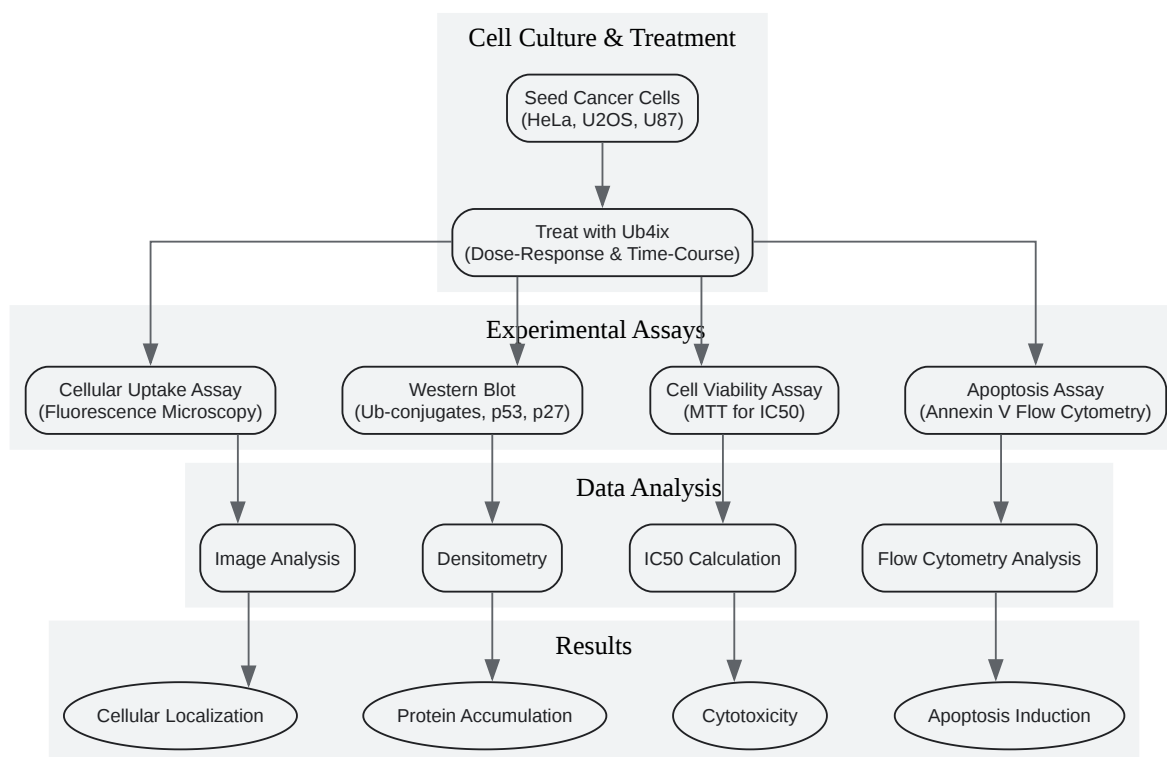 Cell Culture & Treatment
Seed Cancer Cells
(HeLa, U2OS, U87)
Treat with Ub4ix
(Dose-Response & Time-Course)
Experimental Assays
Cellular Uptake Assay
(Fluorescence Microscopy)
Western Blot
(Ub-conjugates, p53, p27)
Cell Viability Assay
(MTT for IC50)
Apoptosis Assay
(Annexin V Flow Cytometry)
Data Analysis
Image Analysis
Densitometry
IC50 Calculation
Flow Cytometry Analysis
Results
Cellular Localization
Protein Accumulation
Cytotoxicity
Apoptosis Induction